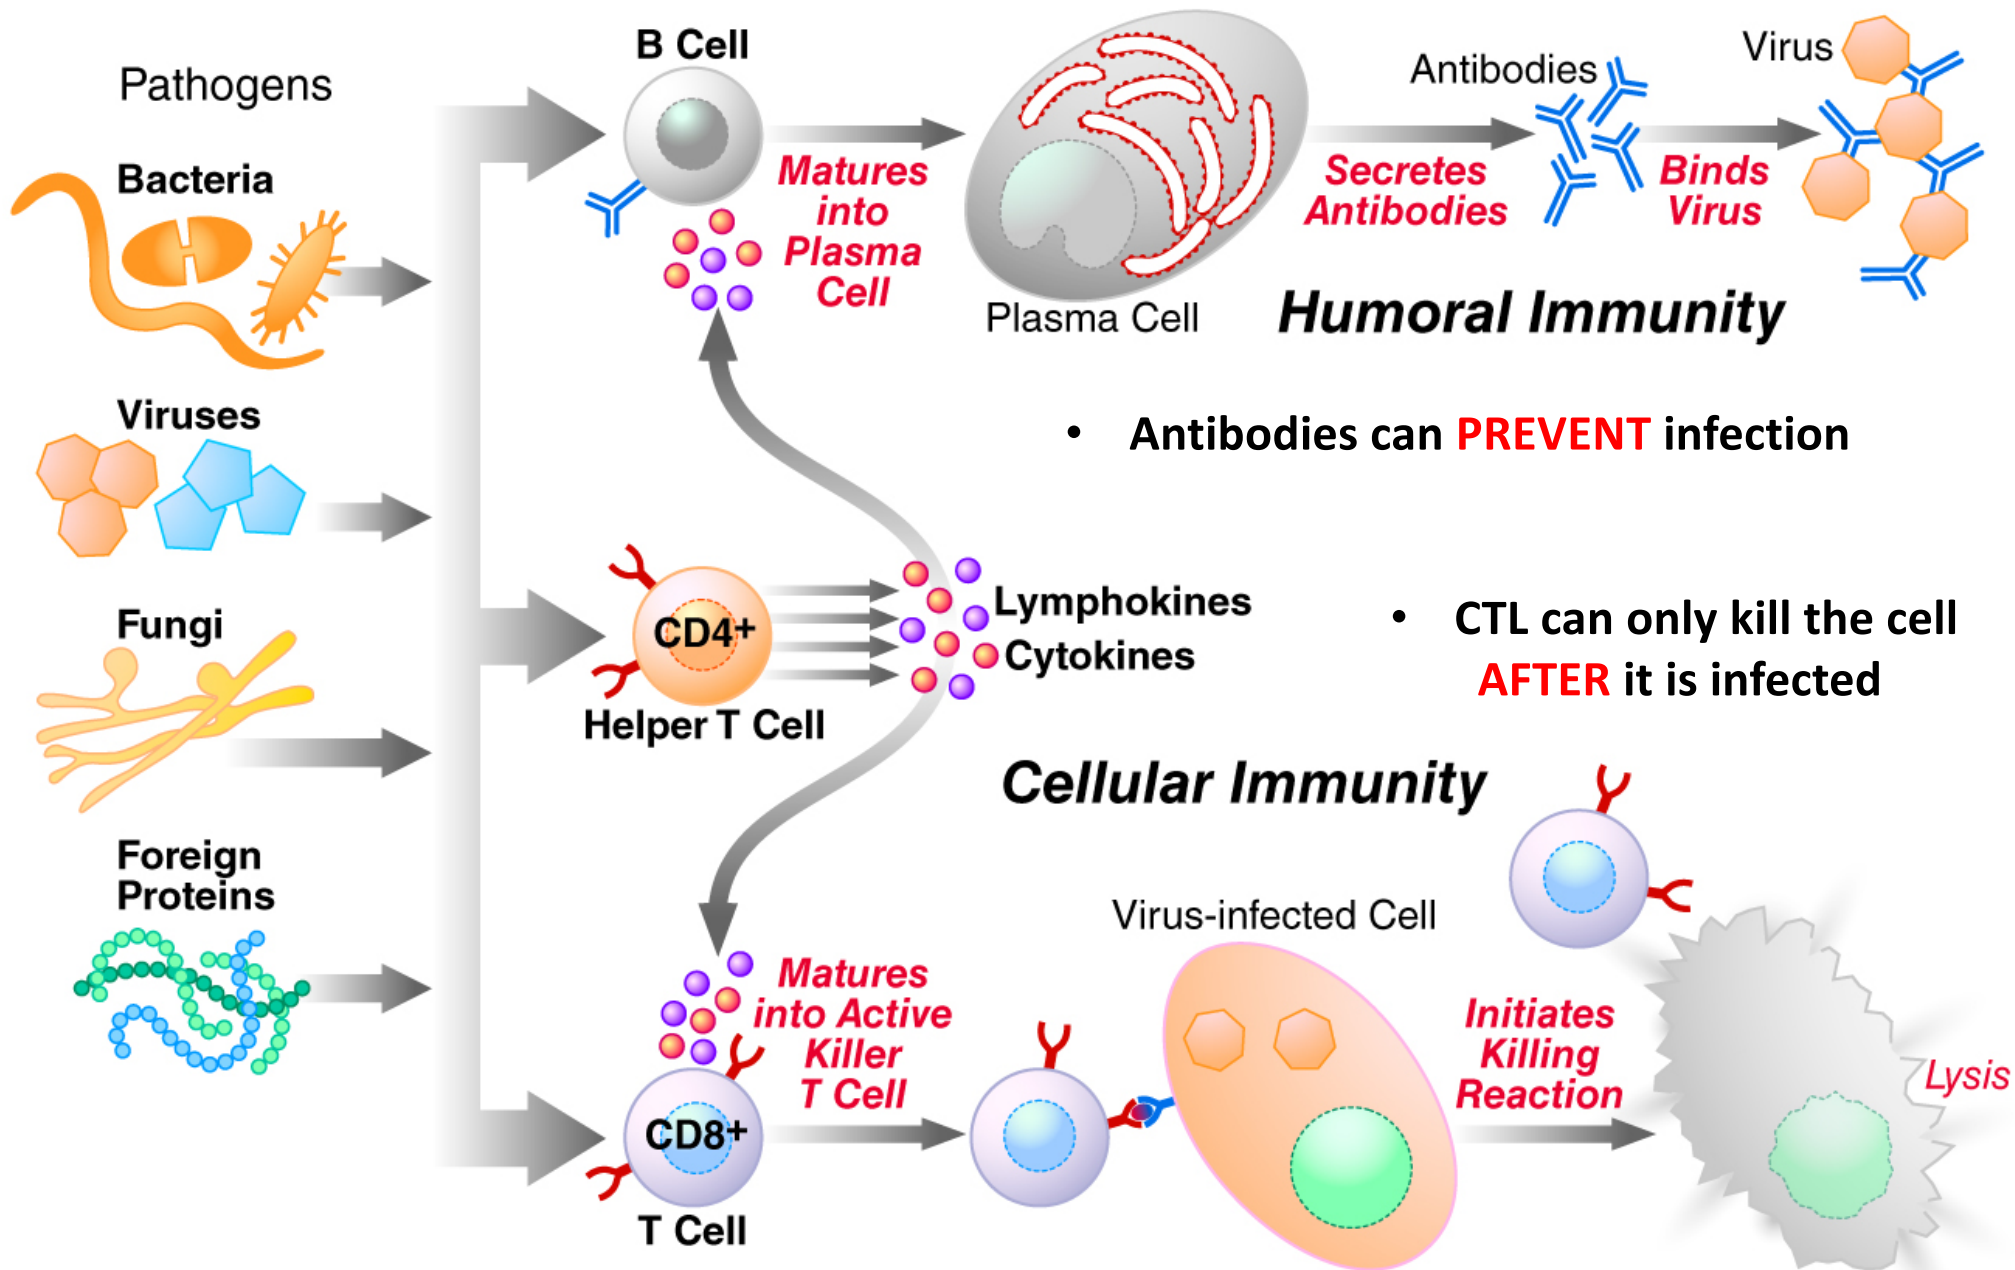 Pathogens
Bacteria
Viruses
Fungi
Foreign
Proteins
B Cell
Matures
into
Plasma
Cell
Plasma Cell
Secretes
Antibodies
Antibodies
Binds
Virus
Virus
Humoral Immunity
• Antibodies can PREVENT infection
CD4+
Helper T Cell
Lymphokines
Cytokines
• CTL can only kill the cell
AFTER it is infected
Cellular Immunity
CD8+
T Cell
Matures
into Active
Killer
T Cell
Virus-infected Cell
Initiates
Killing
Reaction
Lysis